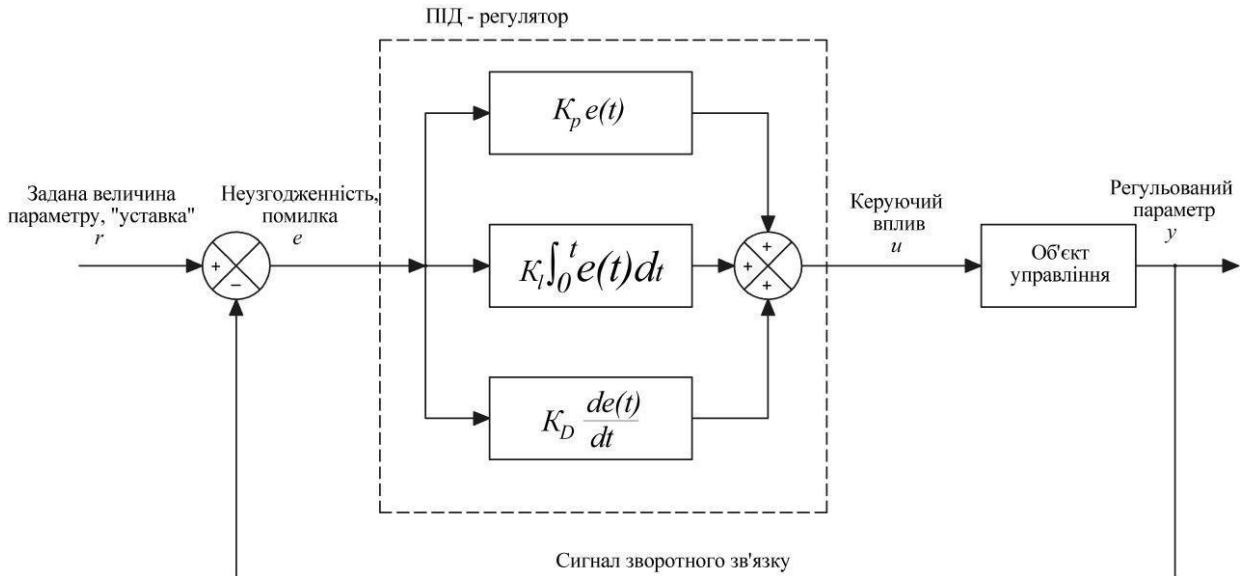 ПІД - регулятор
K_p e(t)
Задана величина
параметру, "уставка"
r
Неузгодженність,
помилка
e
+
−
K_I ∫_0^t e(t)dt
+
+
+
Керуючий
вплив
u
Об'єкт
управління
Регульований
параметр
y
K_D de(t)/dt
Сигнал зворотного зв'язку